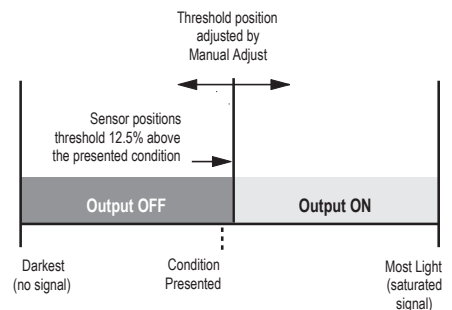 Threshold position
adjusted by
Manual Adjust
Sensor positions
threshold 12.5% above
the presented condition
Output OFF
Output ON
Darkest
(no signal)
Condition
Presented
Most Light
(saturated
signal)